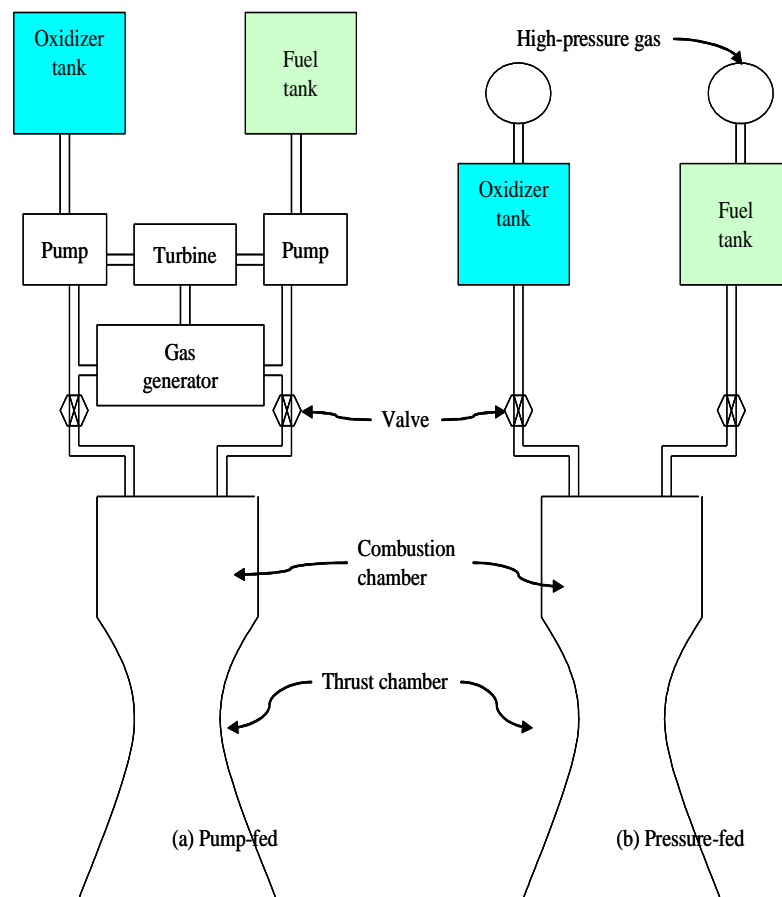 Oxidizer
tank
Fuel
tank
High-pressure gas
Oxidizer
tank
Fuel
tank
Pump
Turbine
Pump
Gas
generator
Valve
Combustion
chamber
Thrust chamber
(a) Pump-fed
(b) Pressure-fed